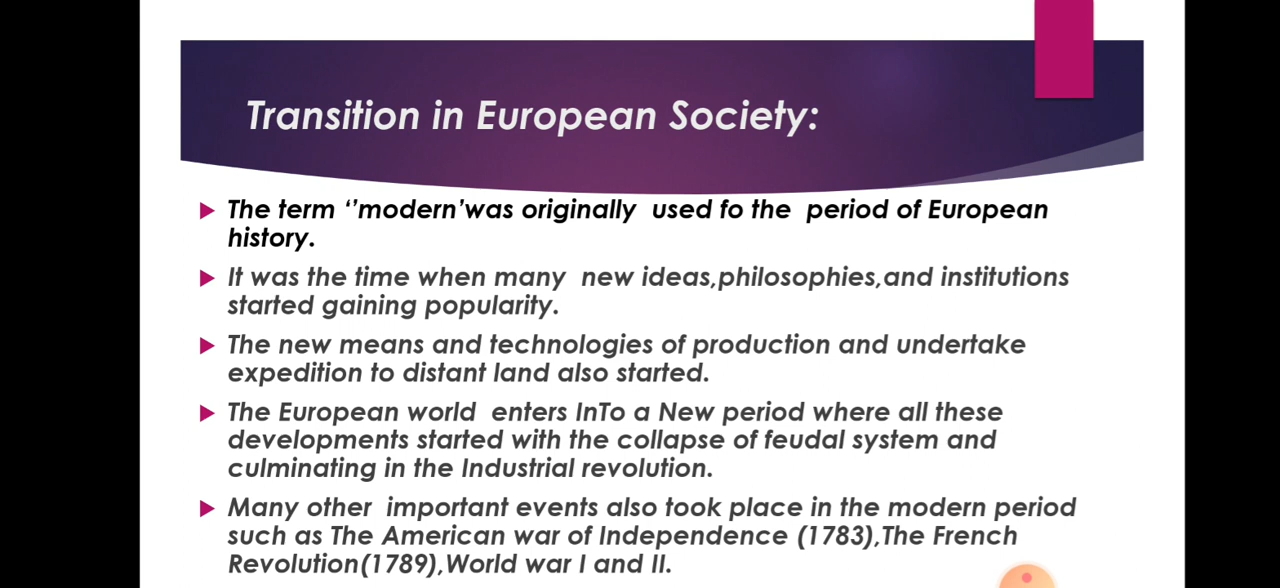 Transition in European Society:
The term ‘’modern’was originally used fo the period of European
history.
It was the time when many new ideas,philosophies,and institutions
started gaining popularity.
The new means and technologies of production and undertake
expedition to distant land also started.
The European world enters InTo a New period where all these
developments started with the collapse of feudal system and
culminating in the Industrial revolution.
Many other important events also took place in the modern period
such as The American war of Independence (1783),The French
Revolution(1789),World war I and II.